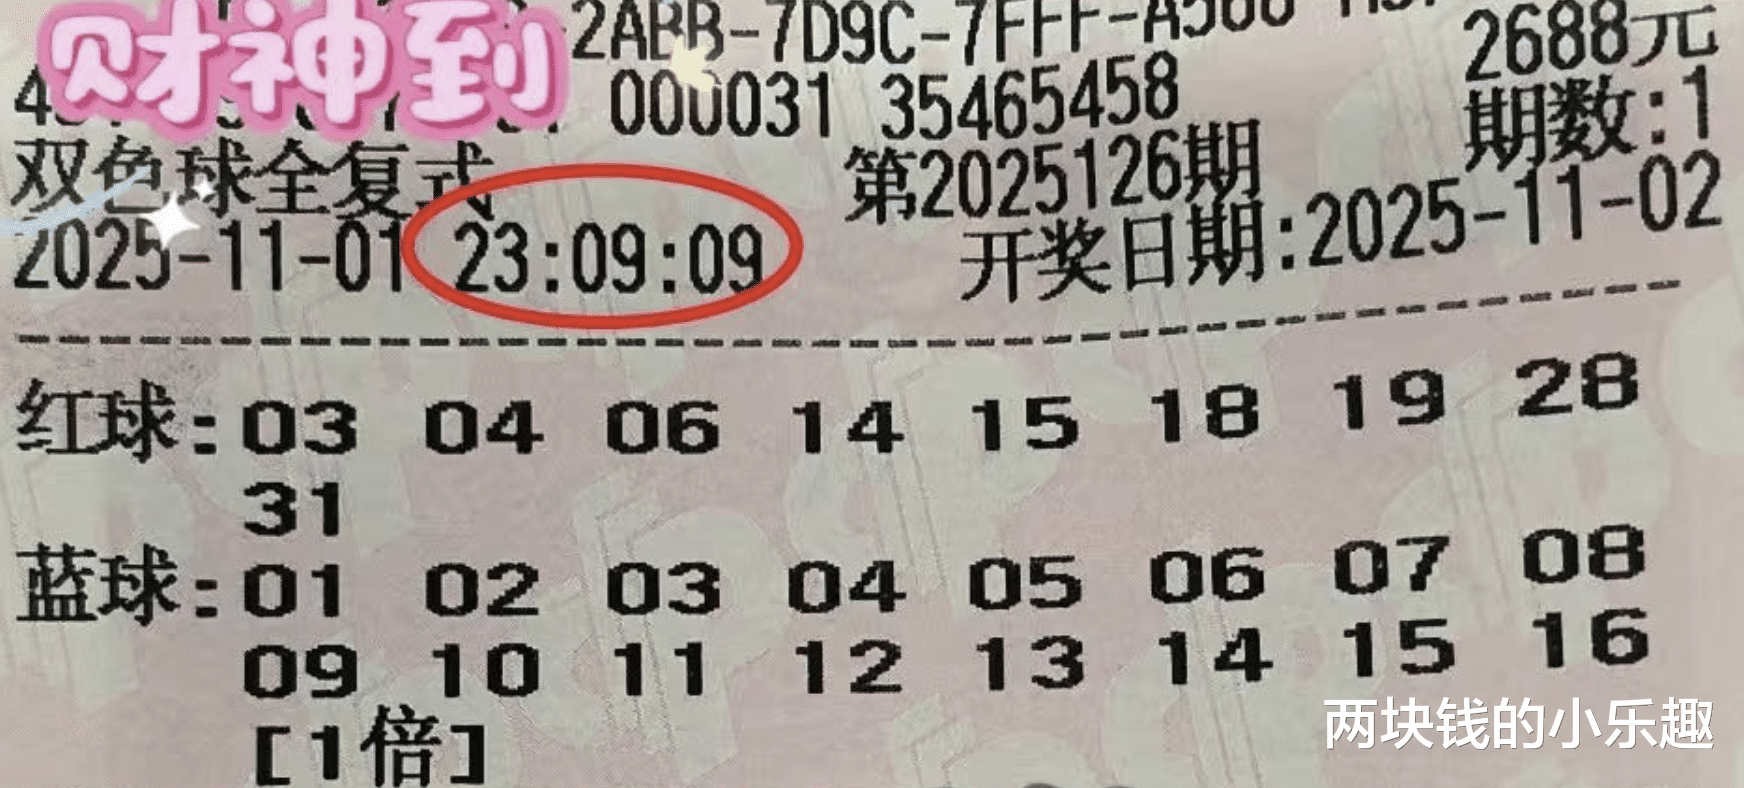 财神到
2ABB-7D9C-7FFF-A566
2688元
000031 35465458
期数:1
双色球全复式
第2025126期
2025-11-01 23:09:09
开奖日期:2025-11-02
红球:03 04 06 14 15 18 19 28
31
蓝球:01 02 03 04 05 06 07 08
09 10 11 12 13 14 15 16
[1倍]
两块钱的小乐趣